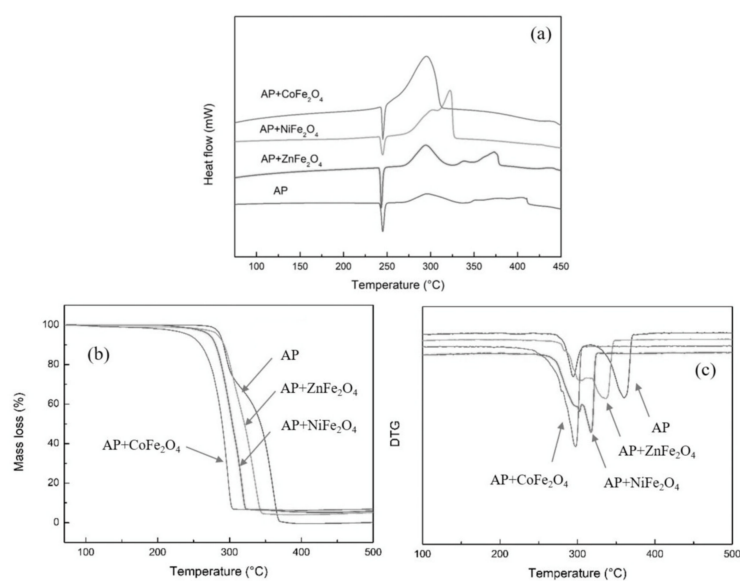 (a)
Heat flow (mW)
AP+CoFe₂O₄
AP+NiFe₂O₄
AP+ZnFe₂O₄
AP
100 150 200 250 300 350 400 450
Temperature (°C)
(b)
Mass loss (%)
100
80
60
40
20
0
AP
AP+ZnFe₂O₄
AP+NiFe₂O₄
AP+CoFe₂O₄
100 200 300 400 500
Temperature (°C)
(c)
DTG
AP
AP+ZnFe₂O₄
AP+CoFe₂O₄
AP+NiFe₂O₄
100 200 300 400 500
Temperature (°C)